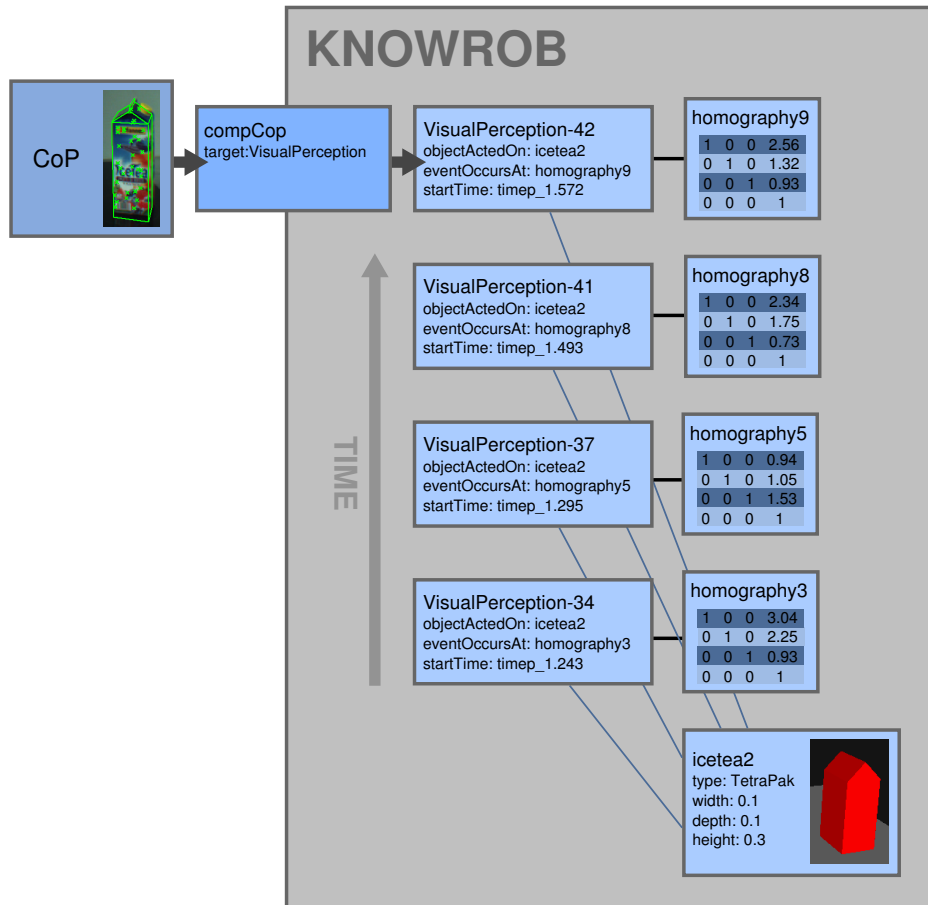 KNOWROB
CoP
Icetea
compCop
target:VisualPerception
VisualPerception-42
objectActedOn: icetea2
eventOccursAt: homography9
startTime: timep_1.572
homography9
1 0 0 2.56
0 1 0 1.32
0 0 1 0.93
0 0 0 1
VisualPerception-41
objectActedOn: icetea2
eventOccursAt: homography8
startTime: timep_1.493
homography8
1 0 0 2.34
0 1 0 1.75
0 0 1 0.73
0 0 0 1
TIME
VisualPerception-37
objectActedOn: icetea2
eventOccursAt: homography5
startTime: timep_1.295
homography5
1 0 0 0.94
0 1 0 1.05
0 0 1 1.53
0 0 0 1
VisualPerception-34
objectActedOn: icetea2
eventOccursAt: homography3
startTime: timep_1.243
homography3
1 0 0 3.04
0 1 0 2.25
0 0 1 0.93
0 0 0 1
icetea2
type: TetraPak
width: 0.1
depth: 0.1
height: 0.3